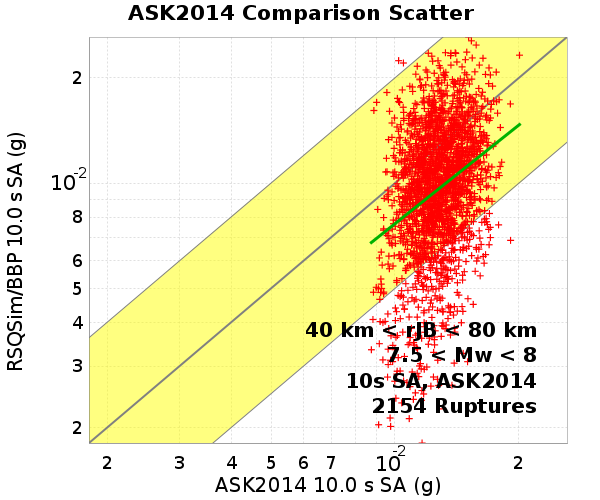 ASK2014 Comparison Scatter
RSQSim/BBP 10.0 s SA (g)
2
10-2
8
6
5
4
3
2
40 km < rJB < 80 km
7.5 < Mw < 8
10s SA, ASK2014
2154 Ruptures
2 3 4 5 6 7 10-2 2
ASK2014 10.0 s SA (g)